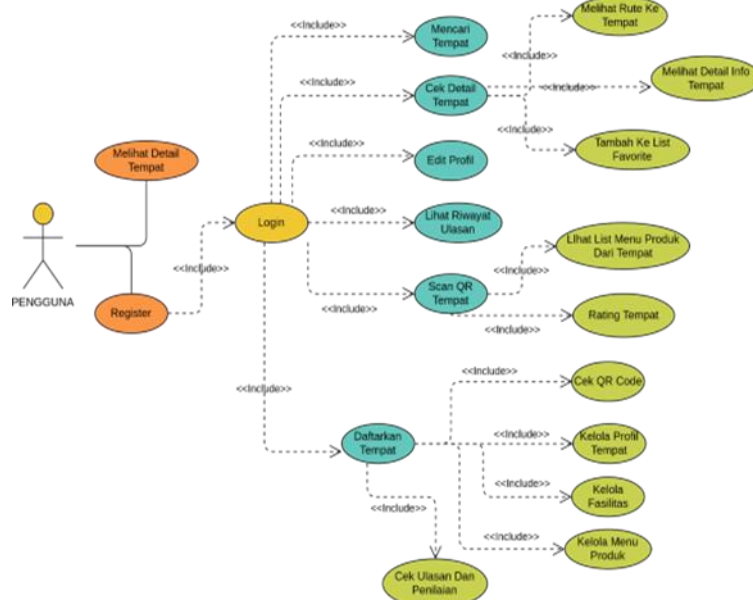 Melihat Rute Ke
Tempat
<<Include>>
Mencari
Tempat
<<Include>>
Melihat Detail Info
Tempat
<<Include>>
Cek Detail
Tempat
<<Include>>
<<Include>>
Tambah Ke List
Favorite
<<Include>>
Edit Profil
Melihat Detail
Tempat
<<Include>>
Lihat Riwayat
Ulasan
Login
PENGGUNA
<<Include>>
Register
LIhat List Menu Produk
Dari Tempat
<<Include>>
Scan QR
Tempat
<<Include>>
Rating Tempat
<<Include>>
<<Include>>
Cek QR Code
<<Include>>
Daftarkan
Tempat
<<Include>>
Kelola Profil
Tempat
<<Include>>
Kelola
Fasilitas
<<Include>>
Kelola Menu
Produk
<<Include>>
Cek Ulasan Dan
Penilaian